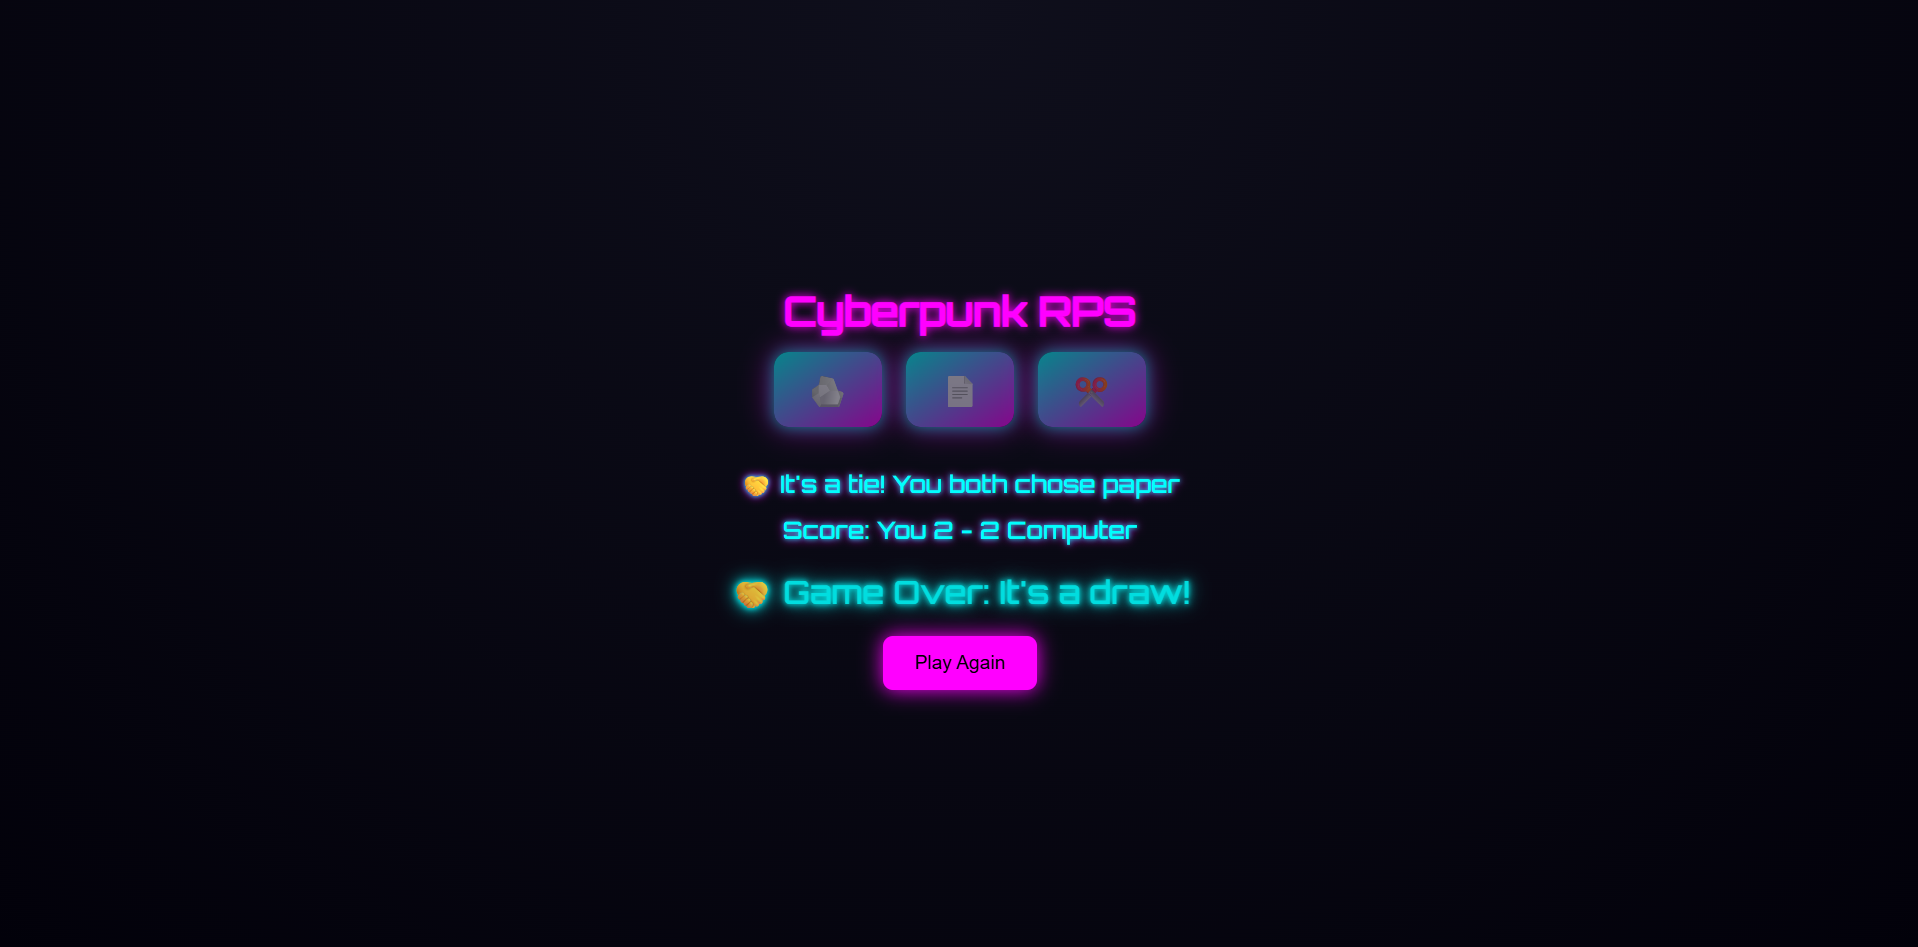 Cyberpunk RPS
🤝 It's a tie! You both chose paper
Score: You 2 - 2 Computer
🤝 Game Over: It's a draw!
Play Again